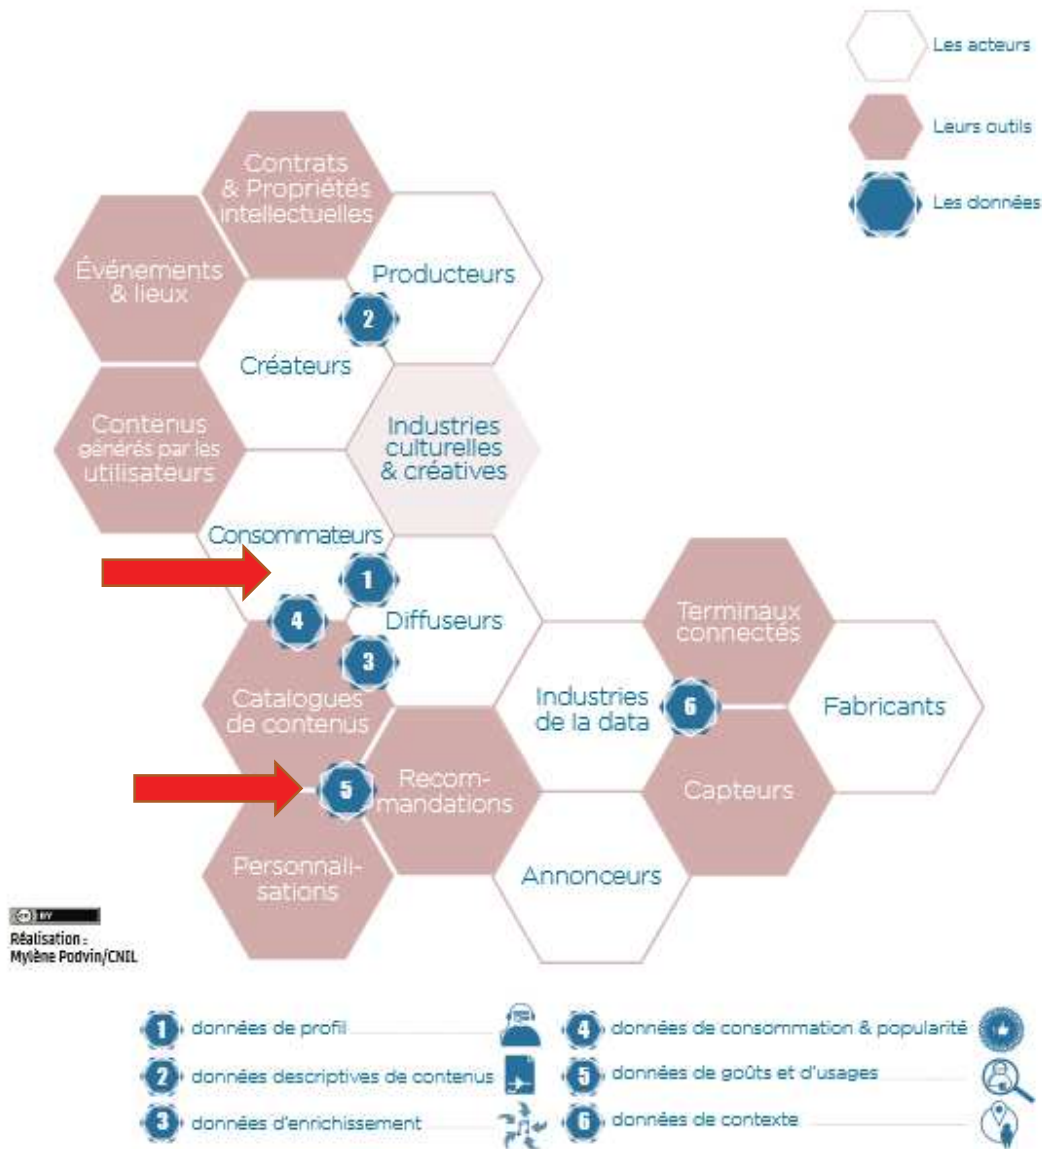 Les acteurs
Leurs outils
Les données
Contrats
& Propriétés
intellectuelles
Événements
& lieux
Producteurs
2
Créateurs
Contenus
générés par les
utilisateurs
Industries
culturelles
& créatives
Consommateurs
1
4
Diffuseurs
3
Terminaux
connectés
Catalogues
de contenus
Industries
de la data
6
Fabricants
5
Recom-
mandations
Capteurs
Personnali-
sations
Annonceurs
cc BY
Réalisation :
Mylène Podvin/CNIL
1 données de profil
2 données descriptives de contenus
3 données d'enrichissement
4 données de consommation & popularité
5 données de goûts et d'usages
6 données de contexte